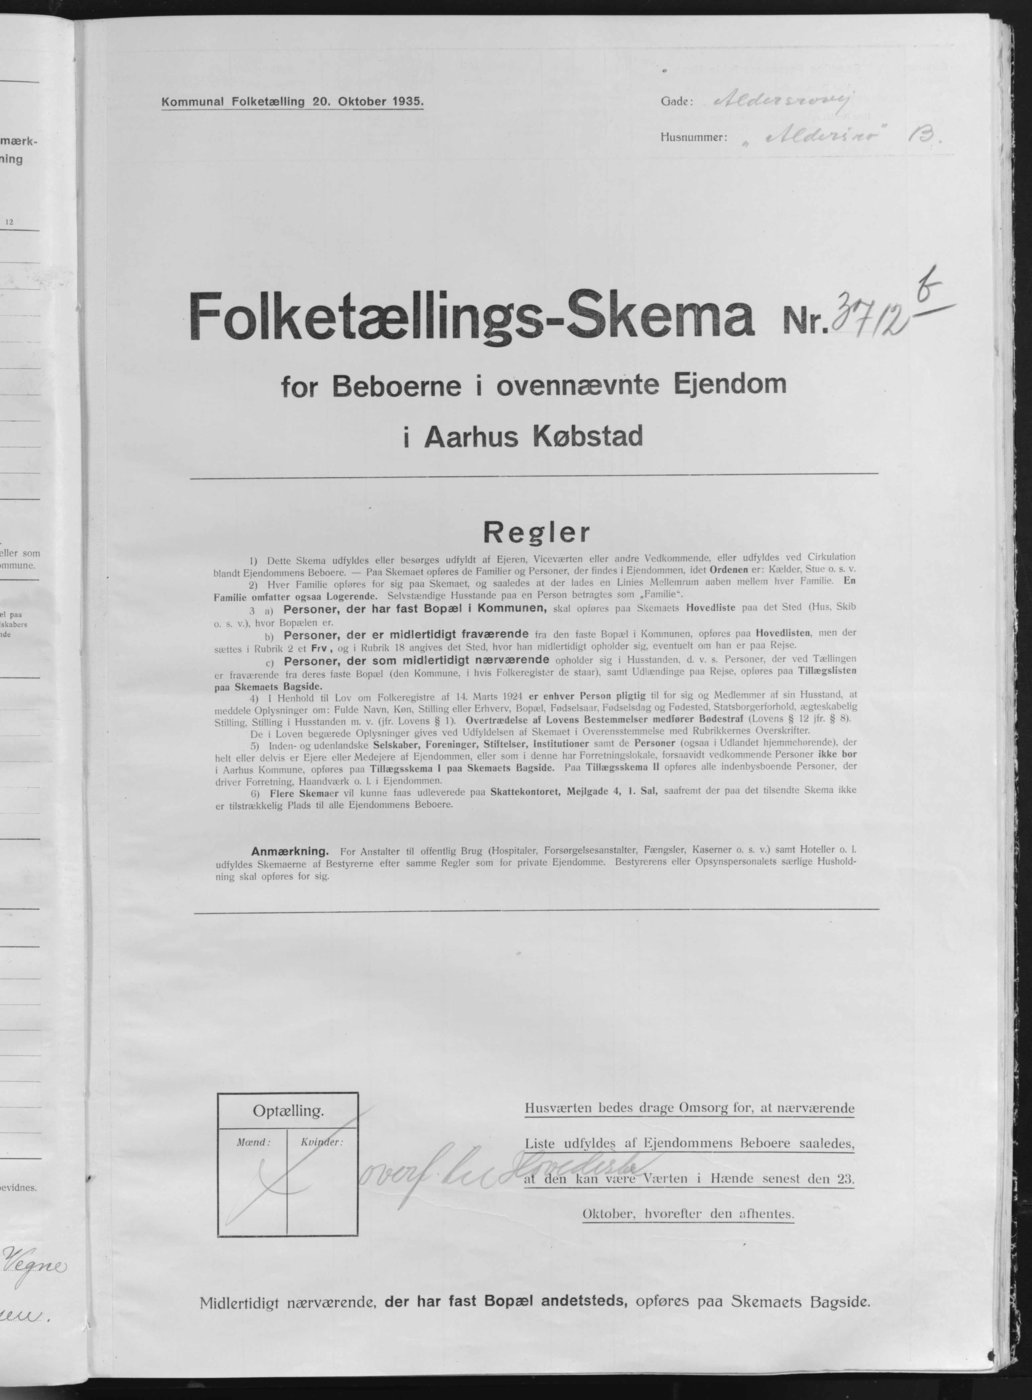 Kommunal Folketælling 20. Oktober 1935.
Gade: Aldersrovej
Husnummer: „Aldersro" B.
Folketællings-Skema Nr. 3712 b
for Beboerne i ovennævnte Ejendom
i Aarhus Købstad
Regler
1) Dette Skema udfyldes eller besørges udfyldt af Ejeren, Viceværten eller andre Vedkommende, eller udfyldes ved Cirkulation
blandt Ejendommens Beboere. — Paa Skemaet opføres de Familier og Personer, der findes i Ejendommen, idet Ordenen er: Kælder, Stue o. s. v.
2) Hver Familie opføres for sig paa Skemaet, og saaledes at der lades en Linies Mellemrum aaben mellem hver Familie. En
Familie omfatter ogsaa Logerende. Selvstændige Husstande paa en Person betragtes som „Familie".
3 a) Personer, der har fast Bopæl i Kommunen, skal opføres paa Skemaets Hovedliste paa det Sted (Hus, Skib
o. s. v.), hvor Bopælen er.
b) Personer, der er midlertidigt fraværende fra den faste Bopæl i Kommunen, opføres paa Hovedlisten, men der
sættes i Rubrik 2 et Frv, og i Rubrik 18 angives det Sted, hvor han midlertidigt opholder sig, eventuelt om han er paa Rejse.
c) Personer, der som midlertidigt nærværende opholder sig i Husstanden, d. v. s. Personer, der ved Tællingen
er fraværende fra deres faste Bopæl (den Kommune, i hvis Folkeregister de staar), samt Udlændinge paa Rejse, opføres paa Tillægslisten
paa Skemaets Bagside.
4) I Henhold til Lov om Folkeregistre af 14. Marts 1924 er enhver Person pligtig til for sig og Medlemmer af sin Husstand, at
meddele Oplysninger om: Fulde Navn, Køn, Stilling eller Erhverv, Bopæl, Fødselsaar, Fødselsdag og Fødested, Statsborgerforhold, ægteskabelig
Stilling, Stilling i Husstanden m. v. (jfr. Lovens § 1). Overtrædelse af Lovens Bestemmelser medfører Bødestraf (Lovens § 12 jfr. § 8).
De i Loven begærede Oplysninger gives ved Udfyldelsen af Skemaet i Overensstemmelse med Rubrikkernes Overskrifter.
5) Inden- og udenlandske Selskaber, Foreninger, Stiftelser, Institutioner samt de Personer (ogsaa i Udlandet hjemmehørende), der
helt eller delvis er Ejere eller Medejere af Ejendommen, eller som i denne har Forretningslokale, forsaavidt vedkommende Personer ikke bor
i Aarhus Kommune, opføres paa Tillægsskema I paa Skemaets Bagside. Paa Tillægsskema II opføres alle indenbysboende Personer, der
driver Forretning, Haandværk o. l. i Ejendommen.
6) Flere Skemaer vil kunne faas udleverede paa Skattekontoret, Mejlgade 4, 1. Sal, saafremt der paa det tilsendte Skema ikke
er tilstrækkelig Plads til alle Ejendommens Beboere.
Anmærkning. For Anstalter til offentlig Brug (Hospitaler, Forsørgelsesanstalter, Fængsler, Kaserner o. s. v.) samt Hoteller o. l.
udfyldes Skemaerne af Bestyrerne efter samme Regler som for private Ejendomme. Bestyrerens eller Opsynspersonalets særlige Hushold-
ning skal opføres for sig.
Optælling.
Mænd: Kvinder:
overf. til Hovedliste
Husværten bedes drage Omsorg for, at nærværende
Liste udfyldes af Ejendommens Beboere saaledes,
at den kan være Værten i Hænde senest den 23.
Oktober, hvorefter den afhentes.
Midlertidigt nærværende, der har fast Bopæl andetsteds, opføres paa Skemaets Bagside.
mærk-
ning
12
eller som
ommune.
el paa
lskabers
nde
bevidnes.
Vegne